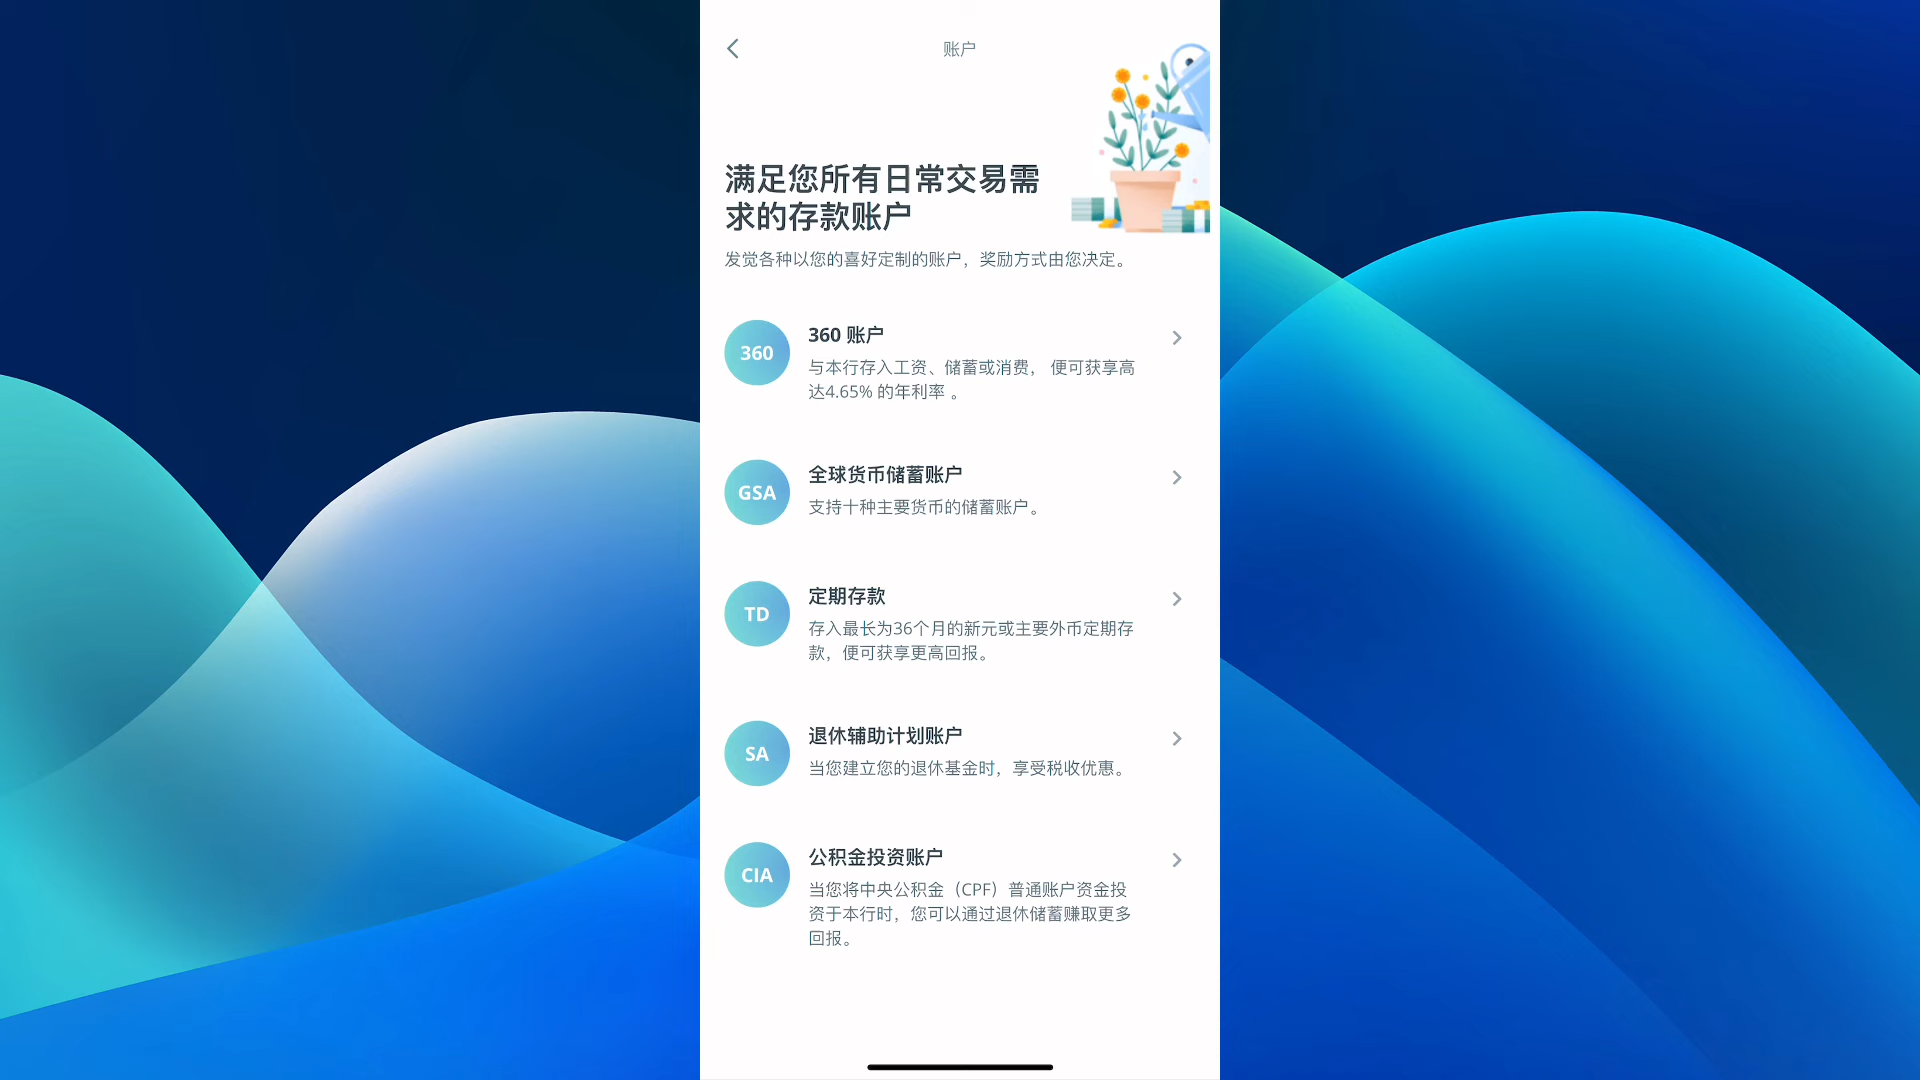 账户
满足您所有日常交易需
求的存款账户
发觉各种以您的喜好定制的账户，奖励方式由您决定。
360
360 账户
与本行存入工资、储蓄或消费， 便可获享高
达4.65% 的年利率 。
GSA
全球货币储蓄账户
支持十种主要货币的储蓄账户。
TD
定期存款
存入最长为36个月的新元或主要外币定期存
款，便可获享更高回报。
SA
退休辅助计划账户
当您建立您的退休基金时，享受税收优惠。
CIA
公积金投资账户
当您将中央公积金（CPF）普通账户资金投
资于本行时，您可以通过退休储蓄赚取更多
回报。